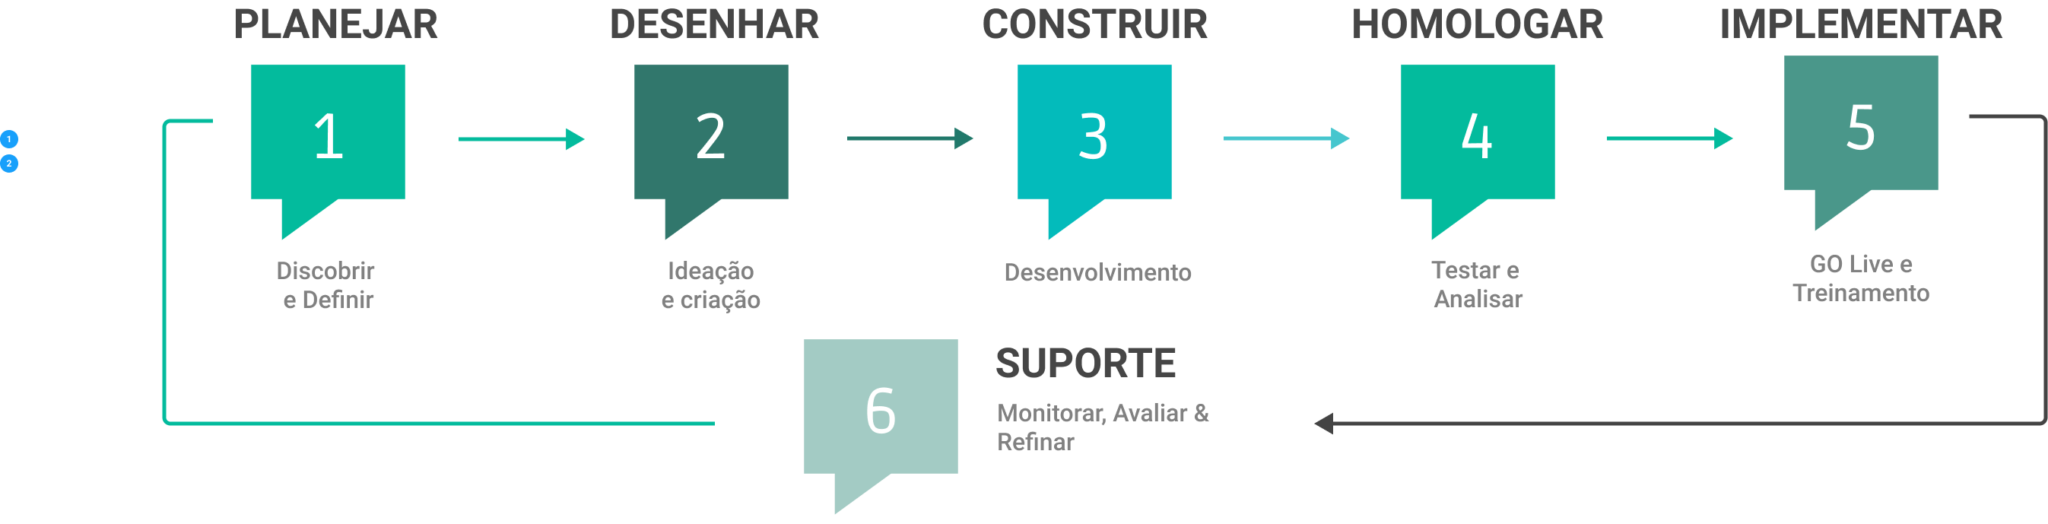 PLANEJAR
1
Discobrir
e Definir
DESENHAR
2
Ideação
e criação
CONSTRUIR
3
Desenvolvimento
HOMOLOGAR
4
Testar e
Analisar
IMPLEMENTAR
5
GO Live e
Treinamento
6
SUPORTE
Monitorar, Avaliar &
Refinar
1
2